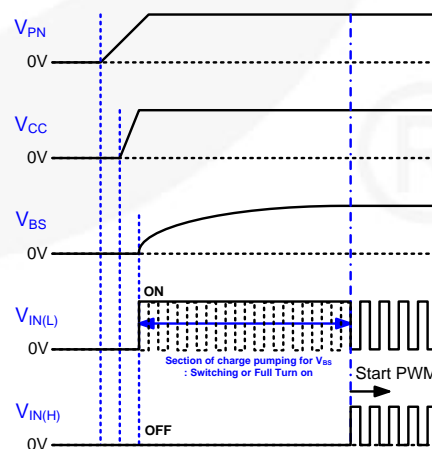 VPN
0V
VCC
0V
VBS
0V
ON
VIN(L)
0V
Section of charge pumping for VBS
: Switching or Full Turn on
Start PWM
VIN(H)
OFF
0V